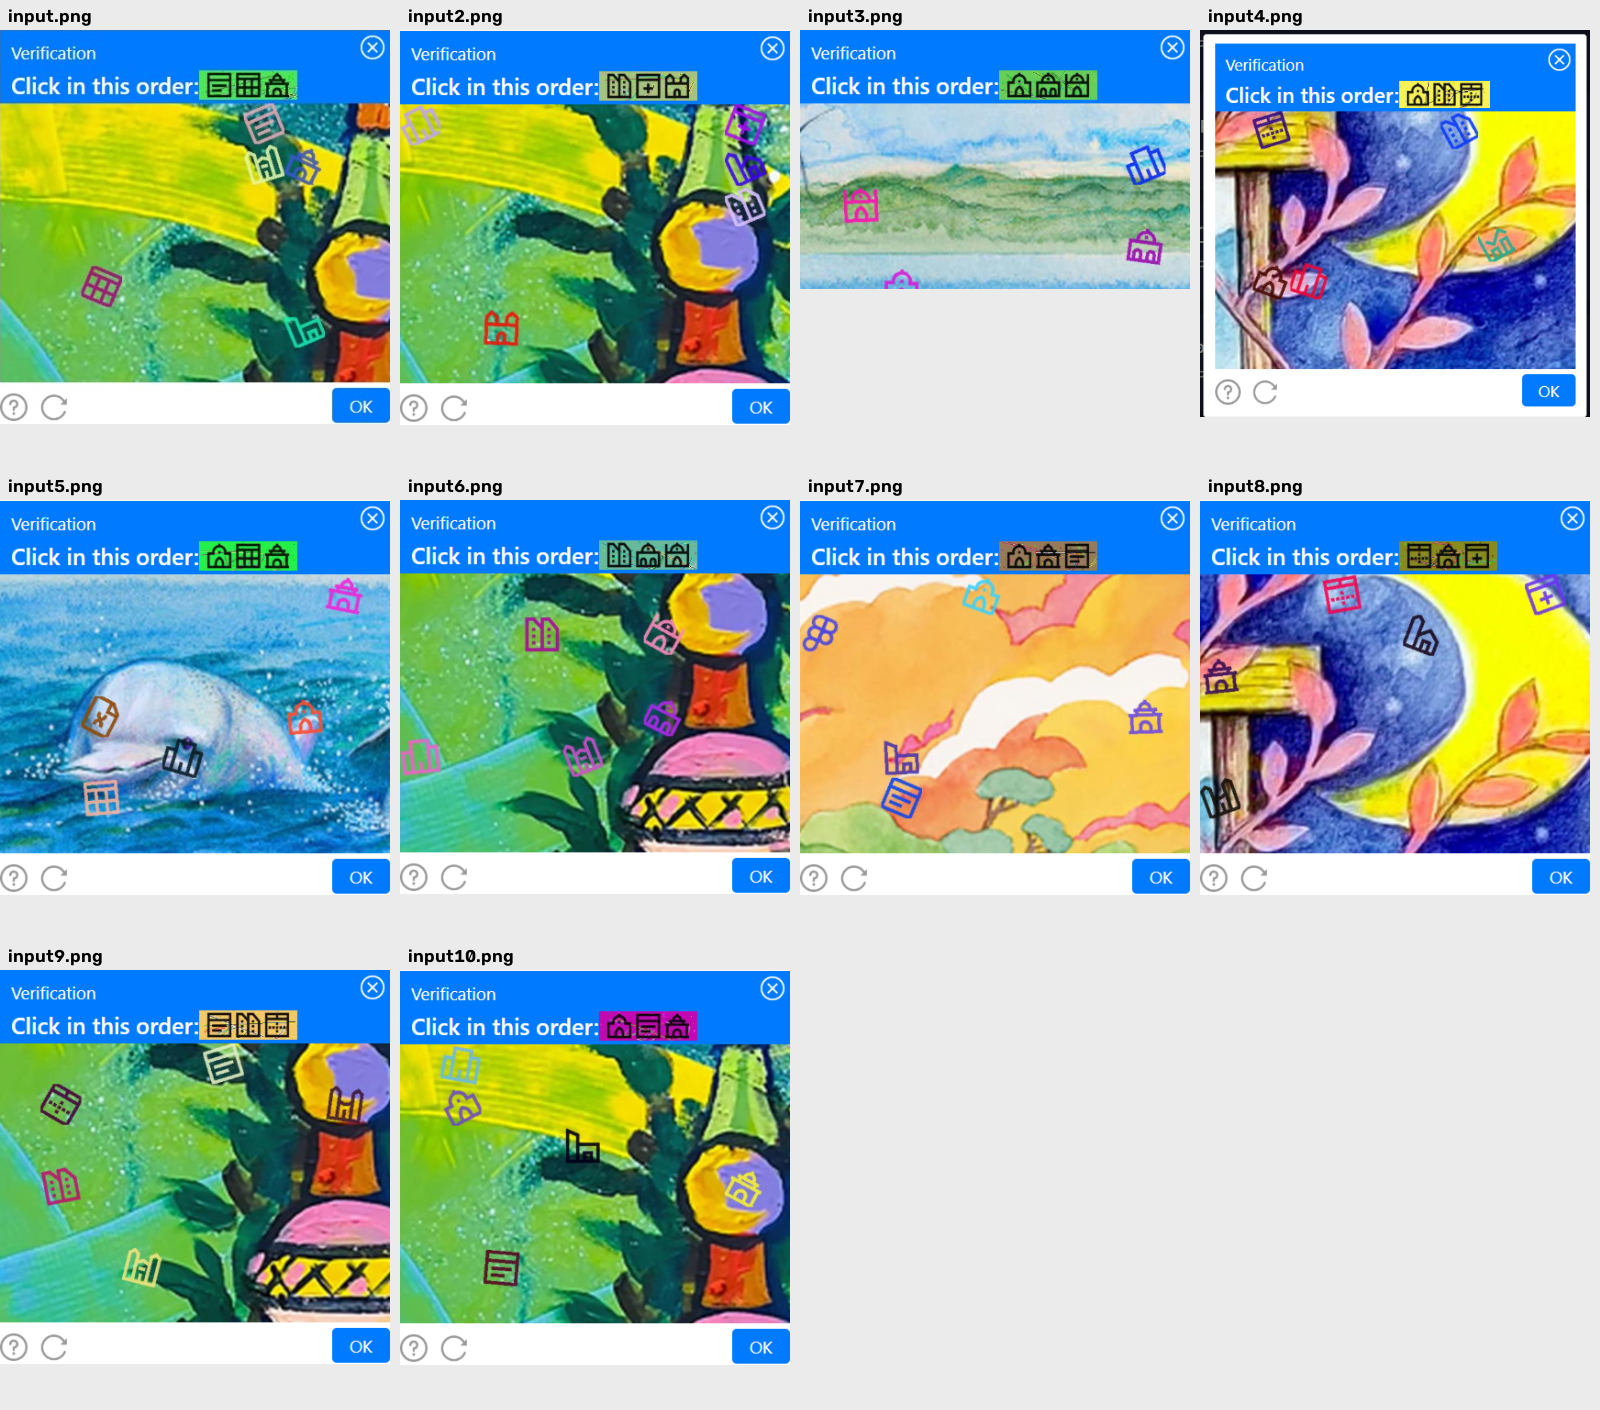 input.png
input2.png
input3.png
input4.png
Verification
Click in this order:
OK
Verification
Click in this order:
OK
Verification
Click in this order:
Verification
Click in this order:
OK
input5.png
input6.png
input7.png
input8.png
Verification
Click in this order:
OK
Verification
Click in this order:
OK
Verification
Click in this order:
OK
Verification
Click in this order:
OK
input9.png
input10.png
Verification
Click in this order:
OK
Verification
Click in this order:
OK